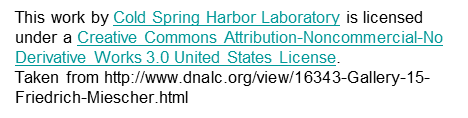 This work by Cold Spring Harbor Laboratory is licensed
under a Creative Commons Attribution-Noncommercial-No
Derivative Works 3.0 United States License.
Taken from http://www.dnalc.org/view/16343-Gallery-15-
Friedrich-Miescher.html